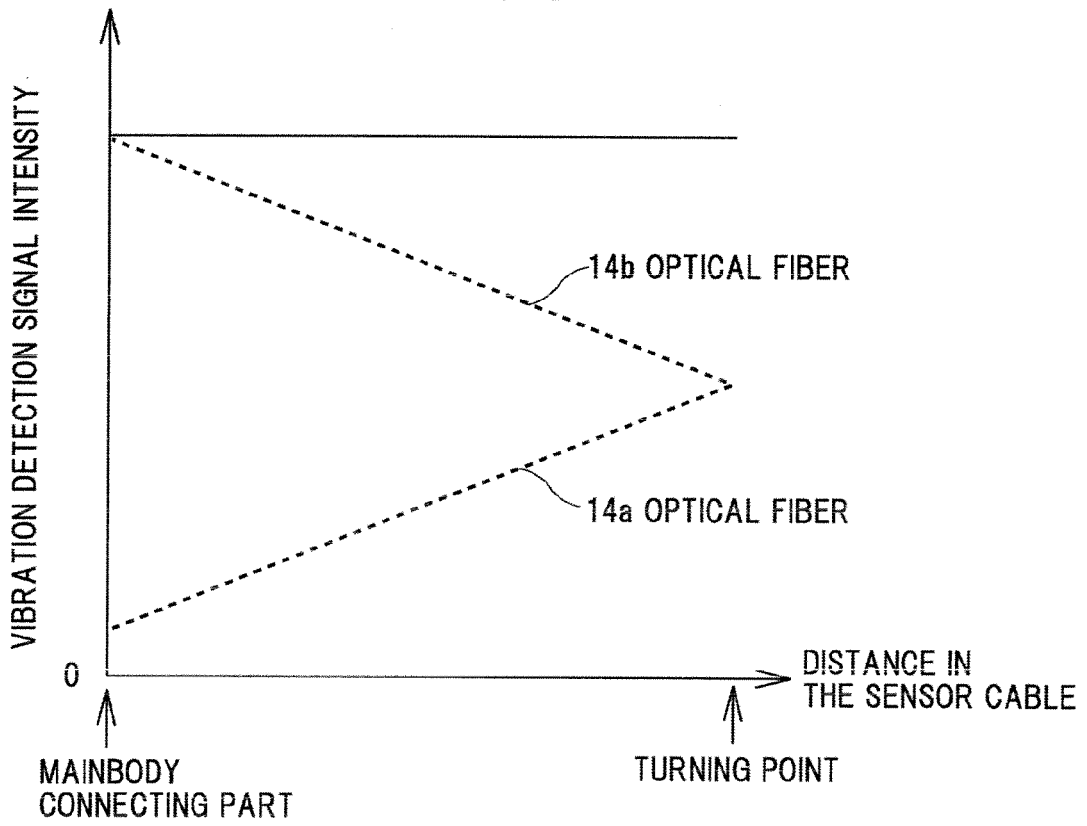 VIBRATION DETECTION SIGNAL INTENSITY
14b OPTICAL FIBER
14a OPTICAL FIBER
0
DISTANCE IN
THE SENSOR CABLE
MAINBODY
CONNECTING PART
TURNING POINT